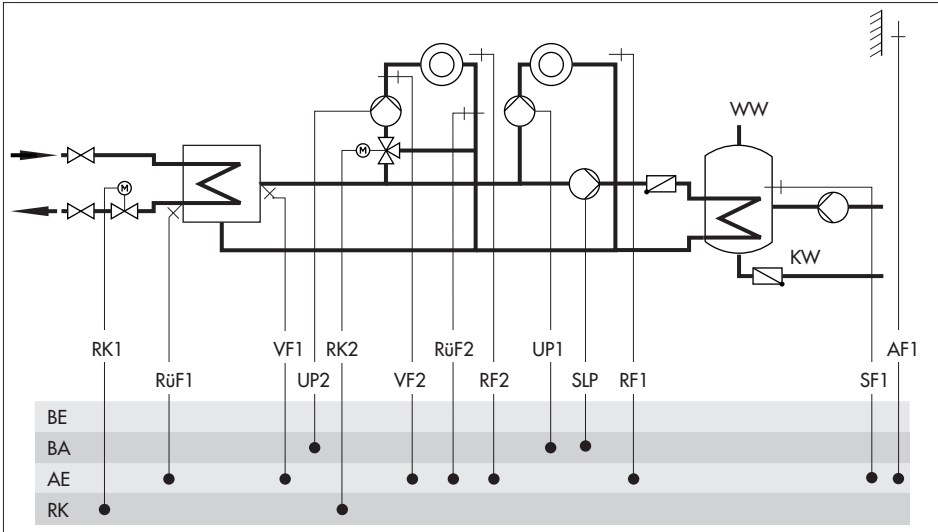 WW
M
M
KW
RK1 VF1 RK2 RüF2 UP1 AF1
RüF1 UP2 VF2 RF2 SLP RF1 SF1
BE
BA
AE
RK